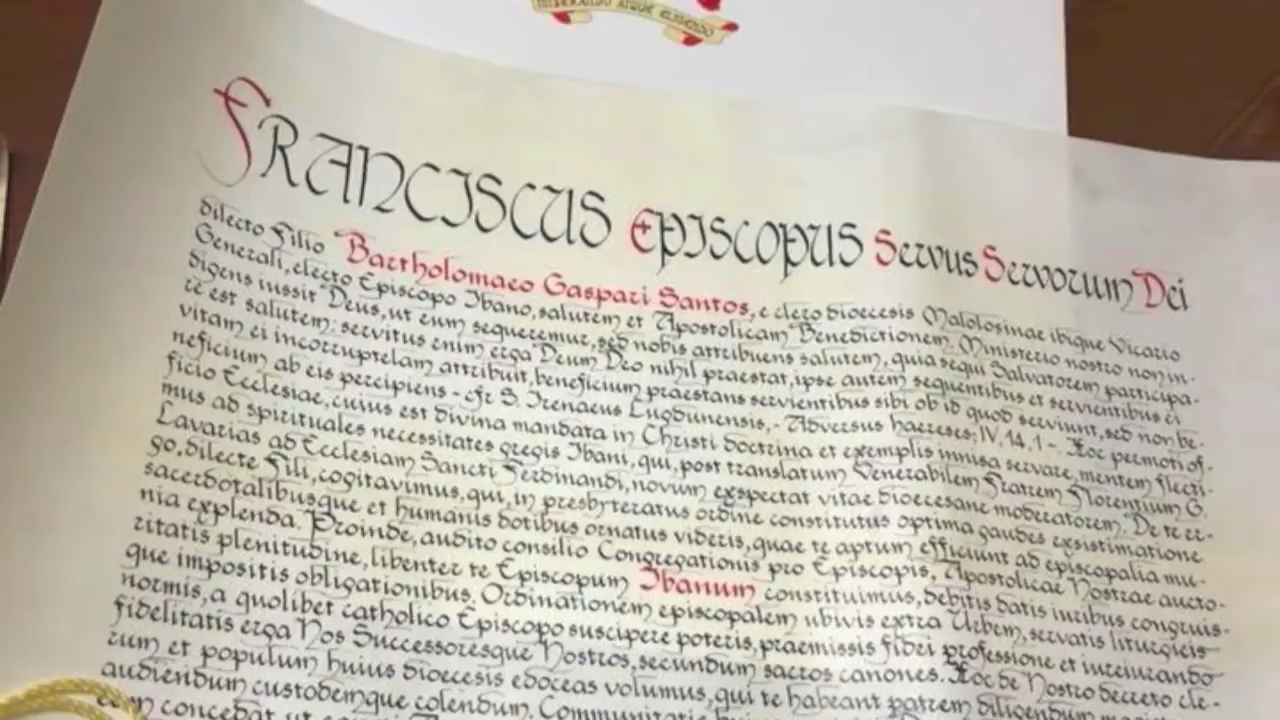 MISERANDO ATQUE ELIGENDO
FRANCISCUS EPISCOPUS Servus Servorum Dei
dilecto Filio Bartholomaeo Gaspari Santos, e clero dioecesis Malolosinae ibique Vicario
Generali, electo Episcopo Ibano, salutem et Apostolicam Benedictionem. Ministerio nostro non in-
digens iussit Deus, ut eum sequeremur, sed nobis attribuens salutem, quia sequi Salvatorem participa-
re est salutem: servitus enim erga Deum Deo nihil praestat, ipse autem sequentibus et servientibus ei
vitam et incorruptelam attribuit, beneficium praestans servientibus sibi ob id quod serviunt, sed non be-
neficium ab eis percipiens - cfr S. Irenaeus Lugdunensis, - Adversus haereses: IV, 14, 1 -. Hoc permoti of-
ficio Ecclesiae, cuius est divina mandata in Christi doctrina et exemplis innisa servare, mentem flecti-
mus ad spirituales necessitates gregis Ibani, qui, post translatum Venerabilem Fratrem Florentium G.
Lavarias ad Ecclesiam Sancti Ferdinandi, novum exspectat vitae dioecesanae moderatorem. De te er-
go, dilecte Fili, cogitavimus, qui, in presbyteratus ordine constitutus optima gaudes exsistimatione
sacerdotalibusque et humanis dotibus ornatus videris, quae te aptum efficiunt ad episcopalia mu-
nia explenda. Proinde, audito consilio Congregationis pro Episcopis, Apostolicae Nostrae aucto-
ritatis plenitudine, libenter te Episcopum Ibanum constituimus, debitis datis iuribus congruis-
que impositis obligationibus. Ordinationem episcopalem ubivis extra Urbem, servatis liturgicis
normis, a quolibet catholico Episcopo suscipere poteris, praemissis fidei professione et iureiurando
fidelitatis erga Nos Successoresque Nostros, secundum sacros canones. Hoc de Nostro decreto cle-
rum et populum huius dioecesis edoceas volumus, qui te habeant patrem diligendum
audiendum custodemque colendum.
concedat ut